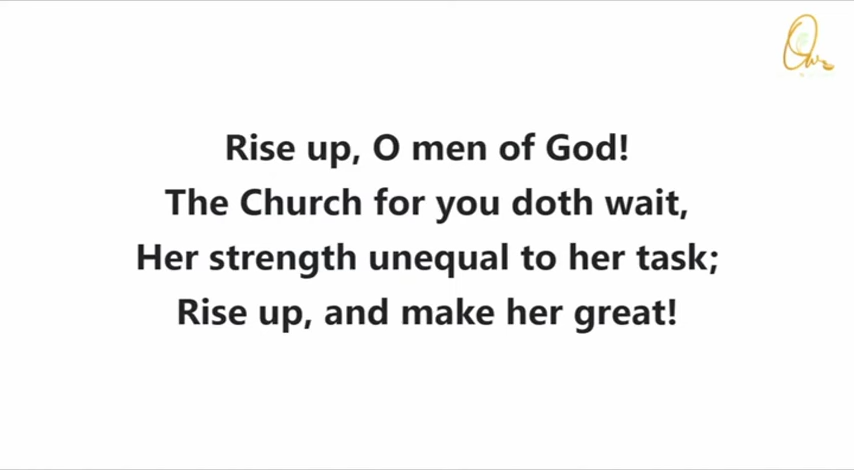 Rise up, O men of God!
The Church for you doth wait,
Her strength unequal to her task;
Rise up, and make her great!